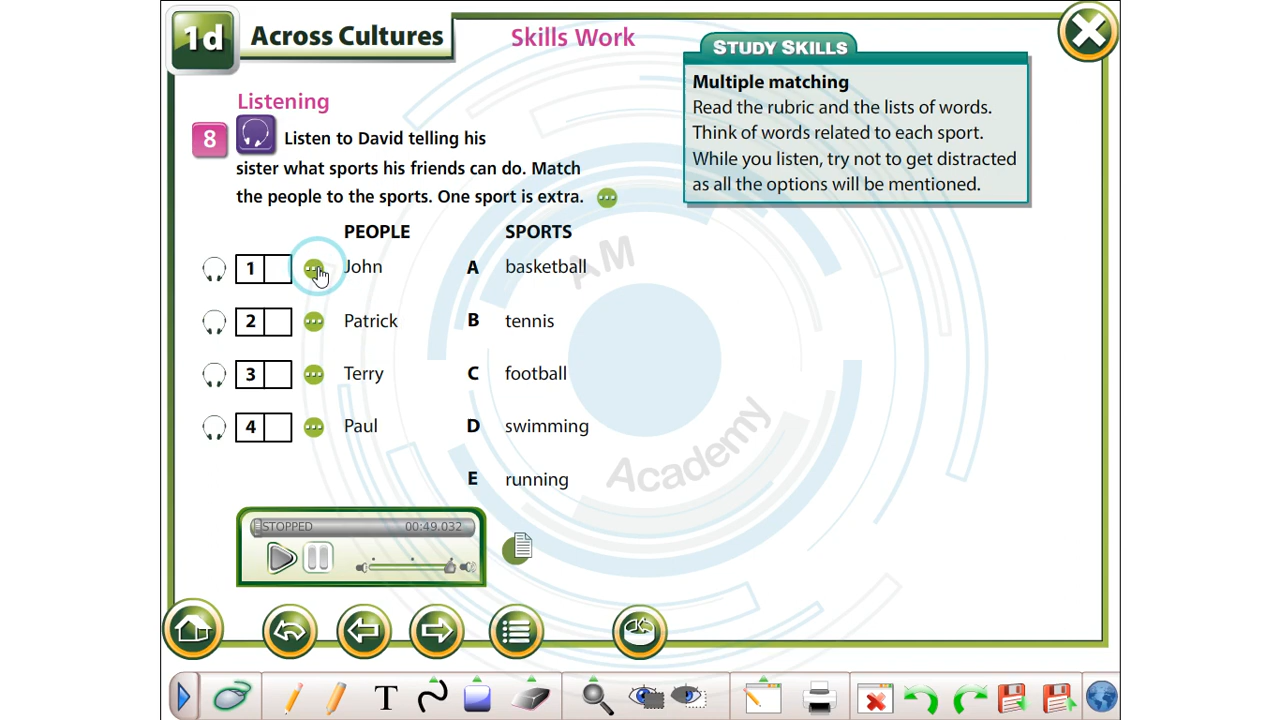 1d Across Cultures
Skills Work
STUDY SKILLS
Multiple matching
Read the rubric and the lists of words.
Think of words related to each sport.
While you listen, try not to get distracted
as all the options will be mentioned.
Listening
8 Listen to David telling his
sister what sports his friends can do. Match
the people to the sports. One sport is extra.
PEOPLE SPORTS
1 John A basketball
2 Patrick B tennis
3 Terry C football
4 Paul D swimming
E running
AM
Academy
STOPPED 00:49.032
T